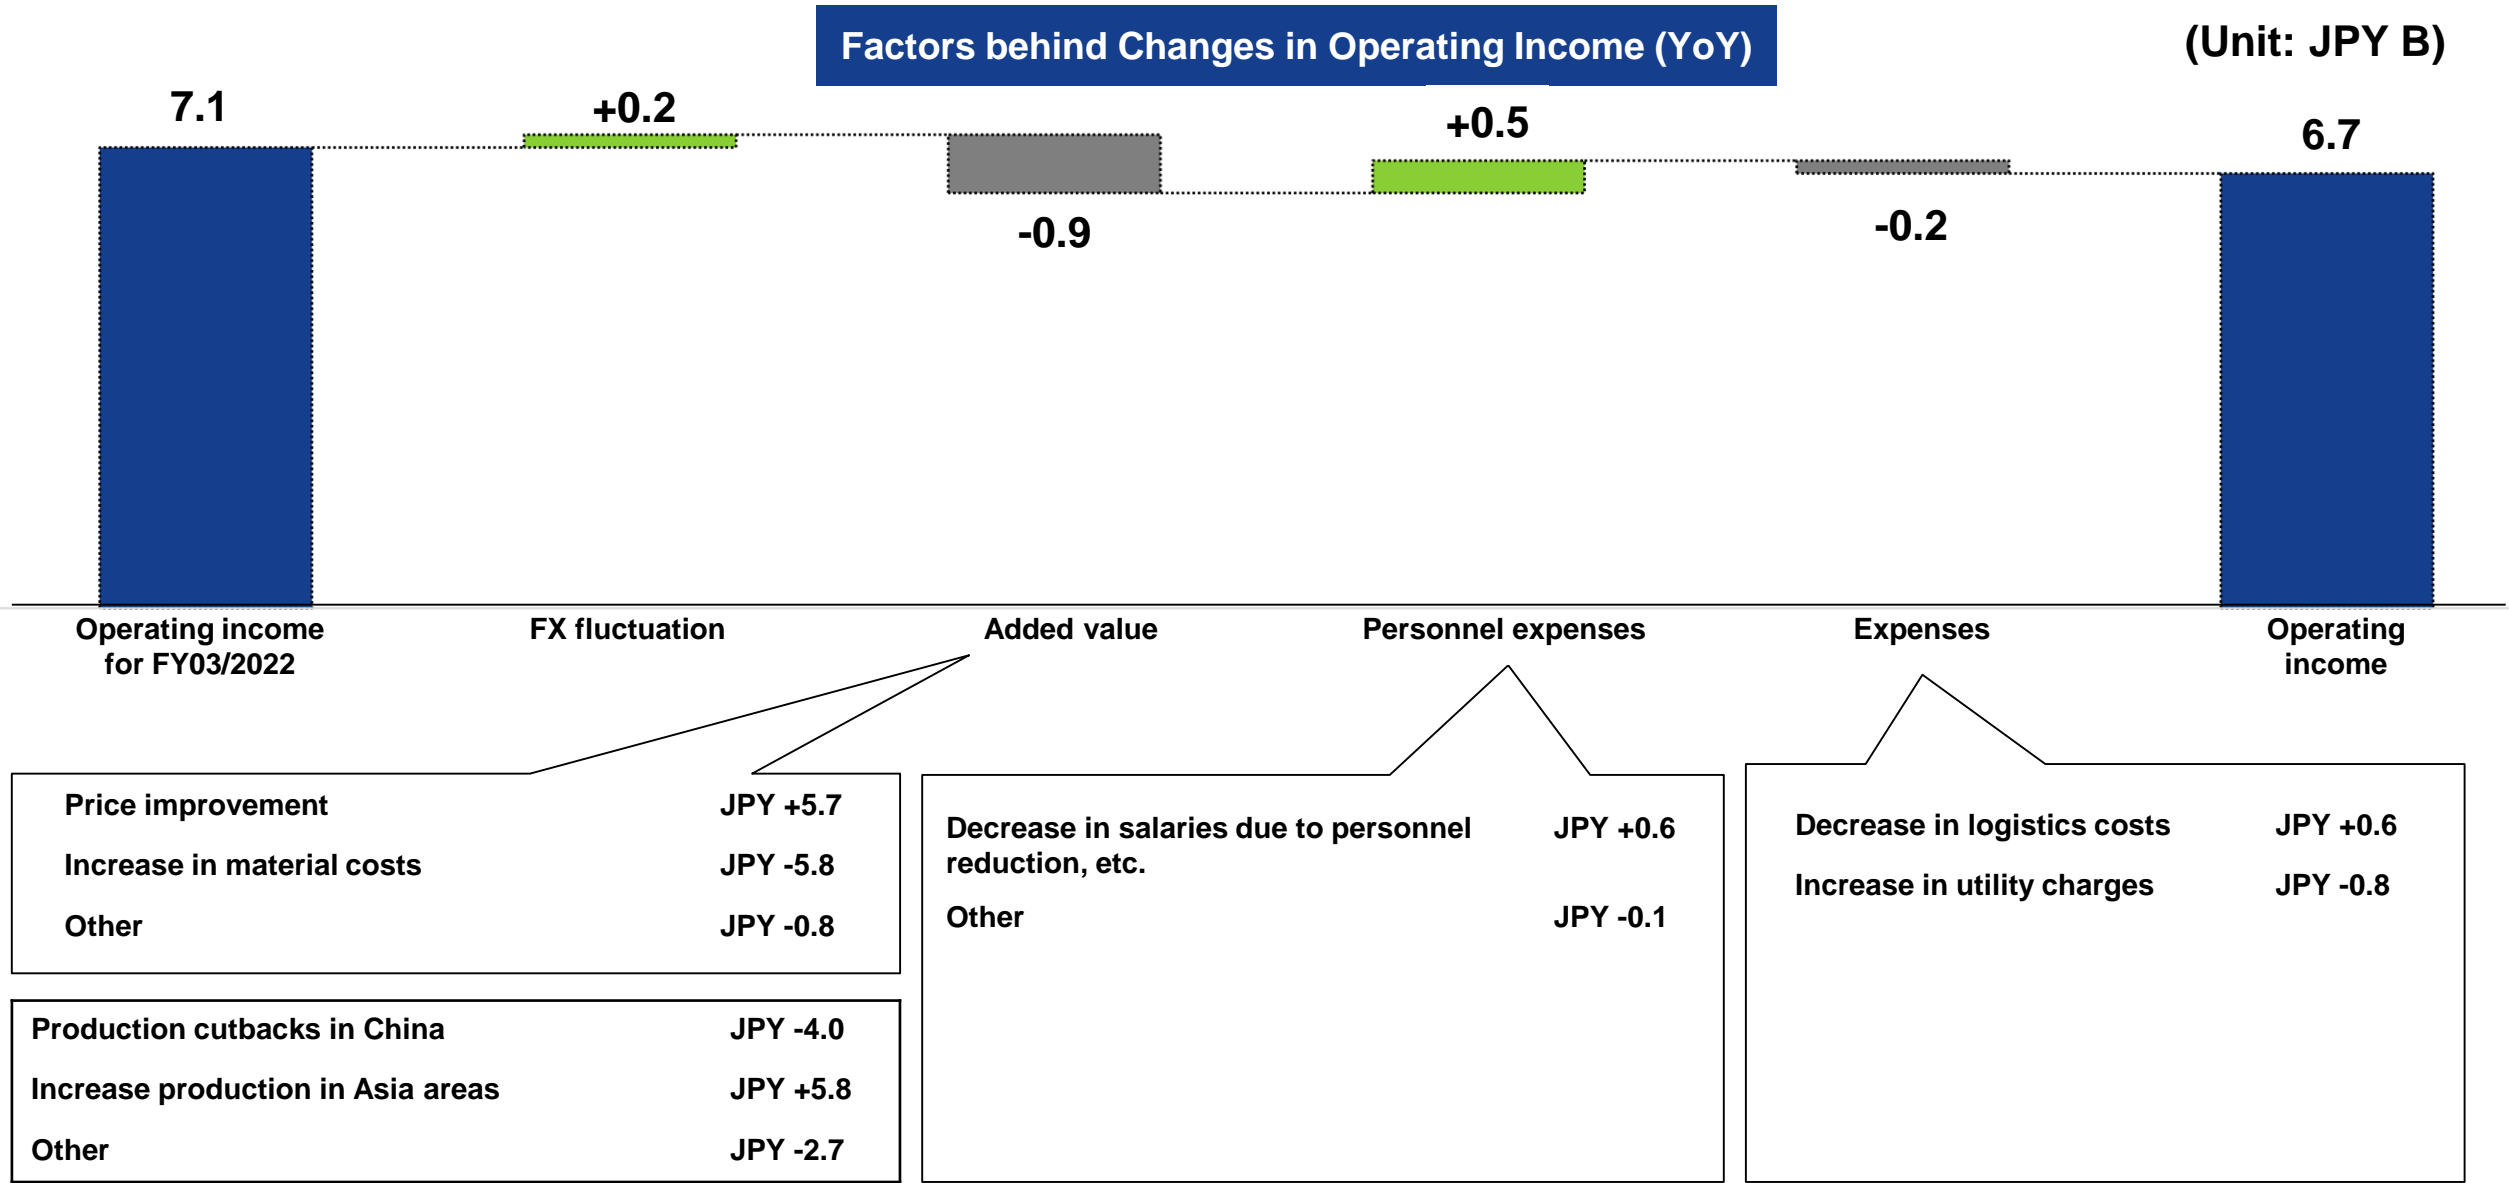 Factors behind Changes in Operating Income (YoY)
(Unit: JPY B)
7.1
+0.2
-0.9
+0.5
-0.2
6.7
Operating income
for FY03/2022
FX fluctuation
Added value
Personnel expenses
Expenses
Operating
income
Price improvement JPY +5.7
Increase in material costs JPY -5.8
Other JPY -0.8
Production cutbacks in China JPY -4.0
Increase production in Asia areas JPY +5.8
Other JPY -2.7
Decrease in salaries due to personnel JPY +0.6
reduction, etc.
Other JPY -0.1
Decrease in logistics costs JPY +0.6
Increase in utility charges JPY -0.8